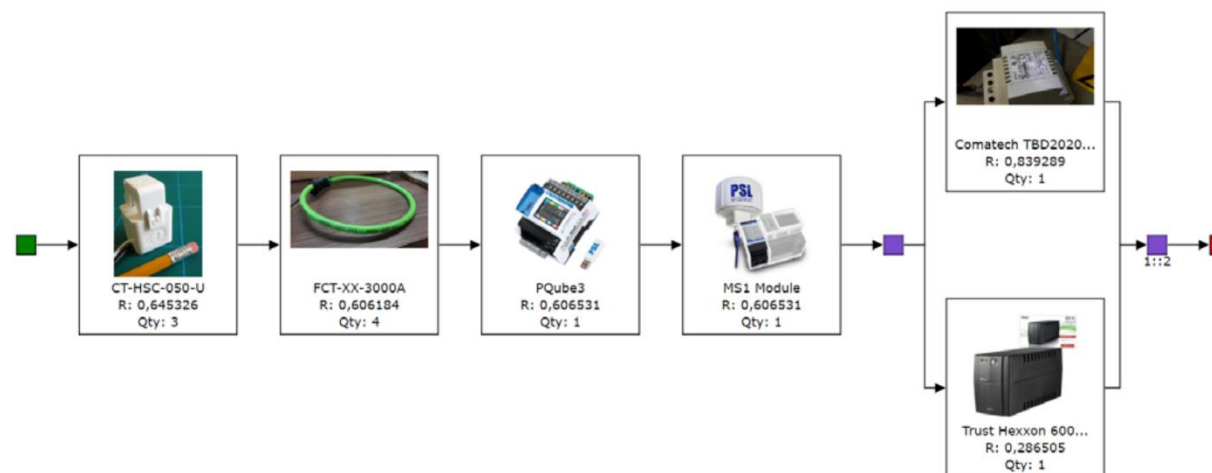 CT-HSC-050-U
R: 0,645326
Qty: 3
FCT-XX-3000A
R: 0,606184
Qty: 4
PSL
PQube3
R: 0,606531
Qty: 1
PSL
MS1 Module
R: 0,606531
Qty: 1
Comatech TBD2020...
R: 0,839289
Qty: 1
Trust Hexxon 600...
R: 0,286505
Qty: 1
1::2